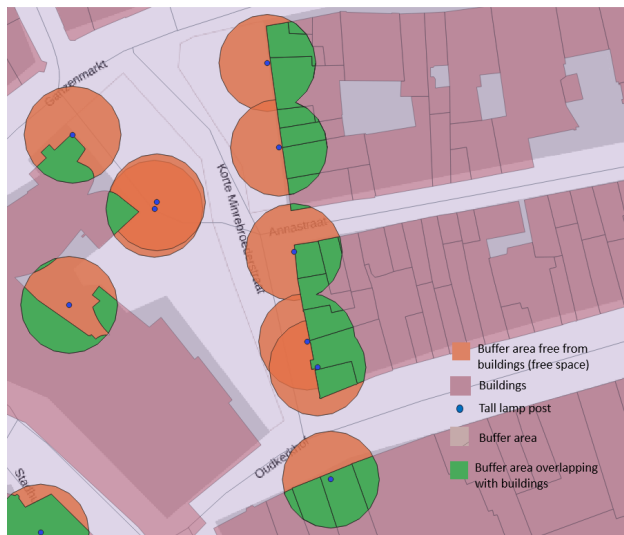 Ganzenmarkt
Korte Minrebroederstraat
Annastraat
Oudkerkhof
Buffer area free from
buildings (free space)
Buildings
Tall lamp post
Buffer area
Buffer area overlapping
with buildings